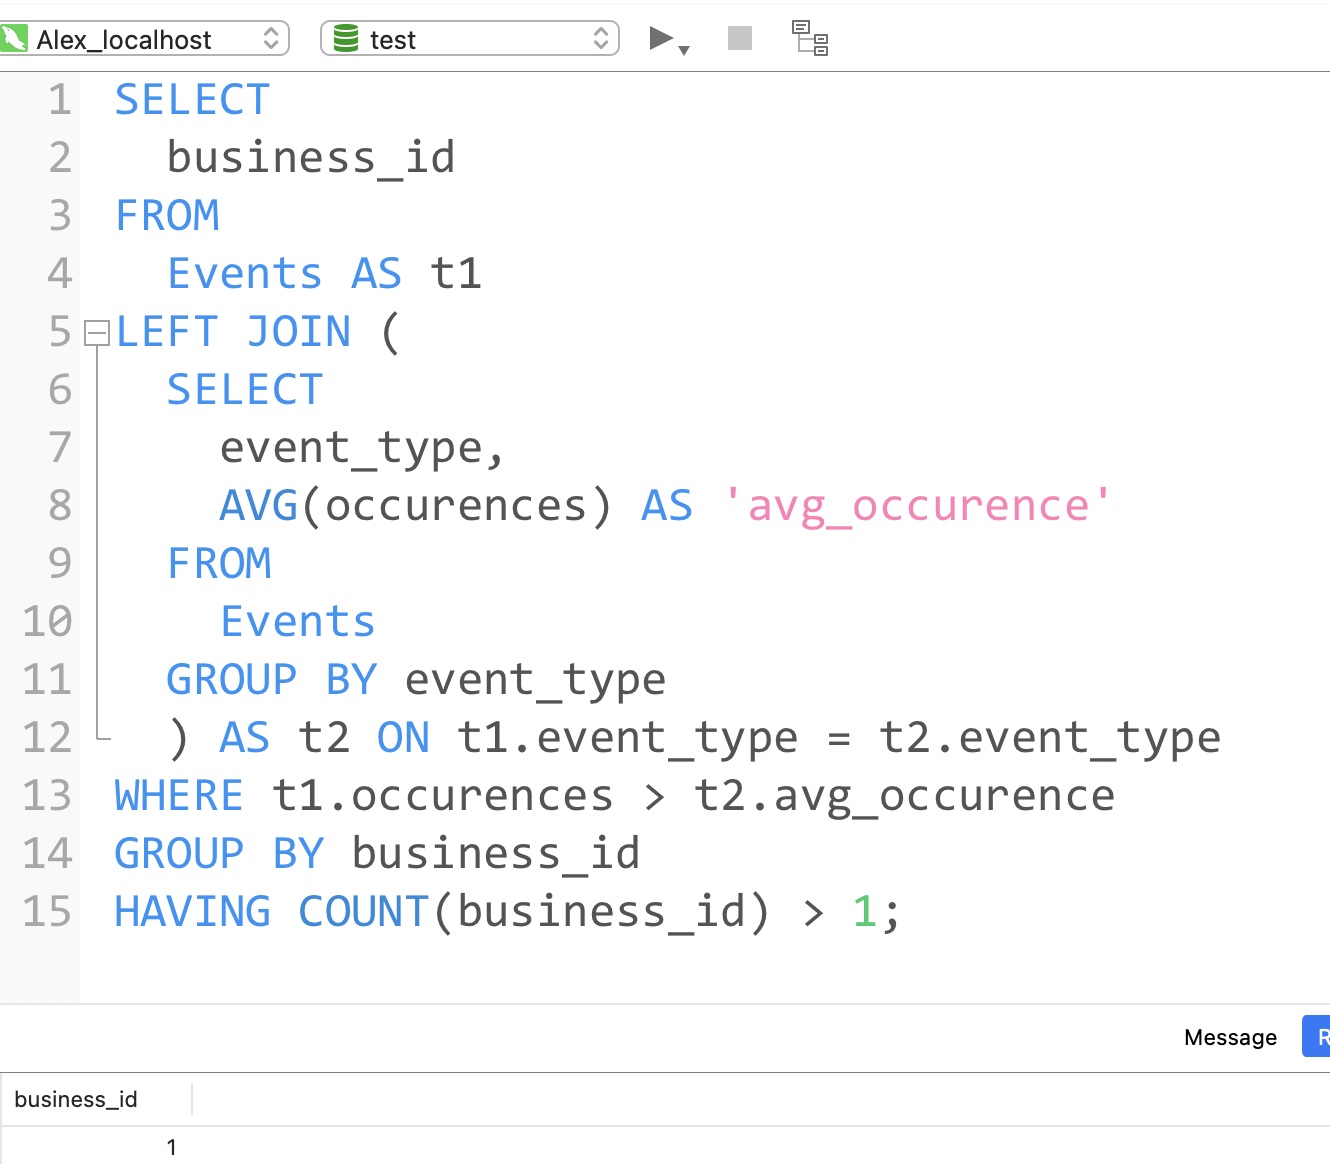 Alex_localhost test
1 SELECT
2 business_id
3 FROM
4 Events AS t1
5 LEFT JOIN (
6 SELECT
7 event_type,
8 AVG(occurences) AS 'avg_occurence'
9 FROM
10 Events
11 GROUP BY event_type
12 ) AS t2 ON t1.event_type = t2.event_type
13 WHERE t1.occurences > t2.avg_occurence
14 GROUP BY business_id
15 HAVING COUNT(business_id) > 1;
Message
business_id
1